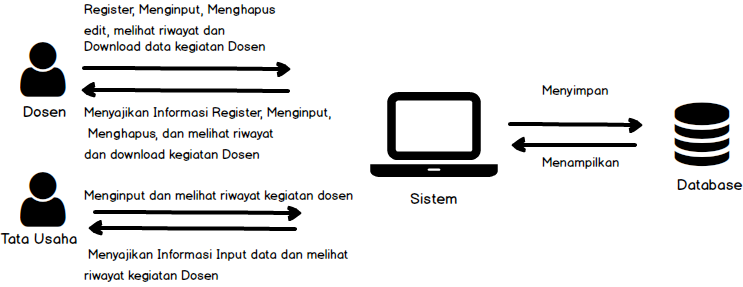 Register, Menginput, Menghapus
edit, melihat riwayat dan
Download data kegiatan Dosen
Dosen
Menyajikan Informasi Register, Menginput,
Menghapus, dan melihat riwayat
dan download kegiatan Dosen
Menginput dan melihat riwayat kegiatan dosen
Tata Usaha
Menyajikan Informasi Input data dan melihat
riwayat kegiatan Dosen
Sistem
Menyimpan
Menampilkan
Database